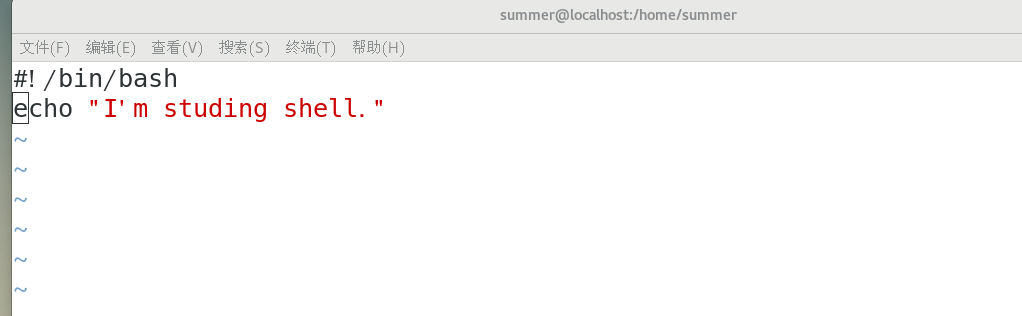 summer@localhost:/home/summer
文件(F) 编辑(E) 查看(V) 搜索(S) 终端(T) 帮助(H)
#!/bin/bash
echo "I'm studing shell."
~
~
~
~
~
~